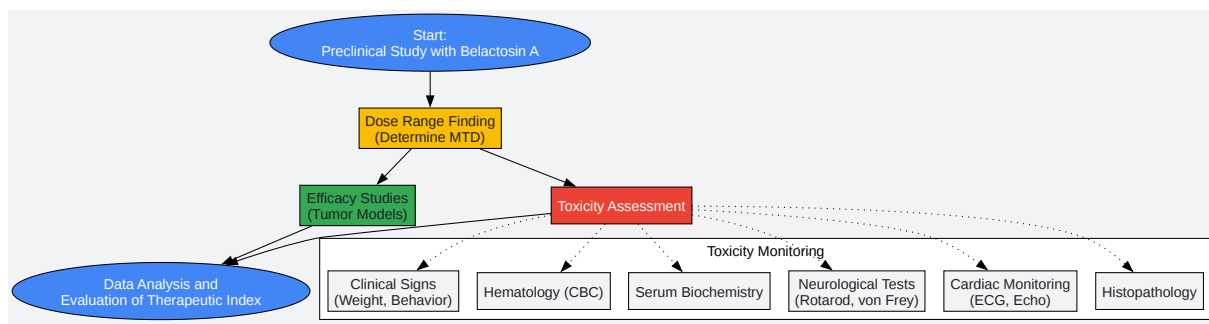 Start:
Preclinical Study with Belactosin A
Dose Range Finding
(Determine MTD)
Efficacy Studies
(Tumor Models)
Toxicity Assessment
Toxicity Monitoring
Data Analysis and
Evaluation of Therapeutic Index
Clinical Signs
(Weight, Behavior)
Hematology (CBC)
Serum Biochemistry
Neurological Tests
(Rotarod, von Frey)
Cardiac Monitoring
(ECG, Echo)
Histopathology